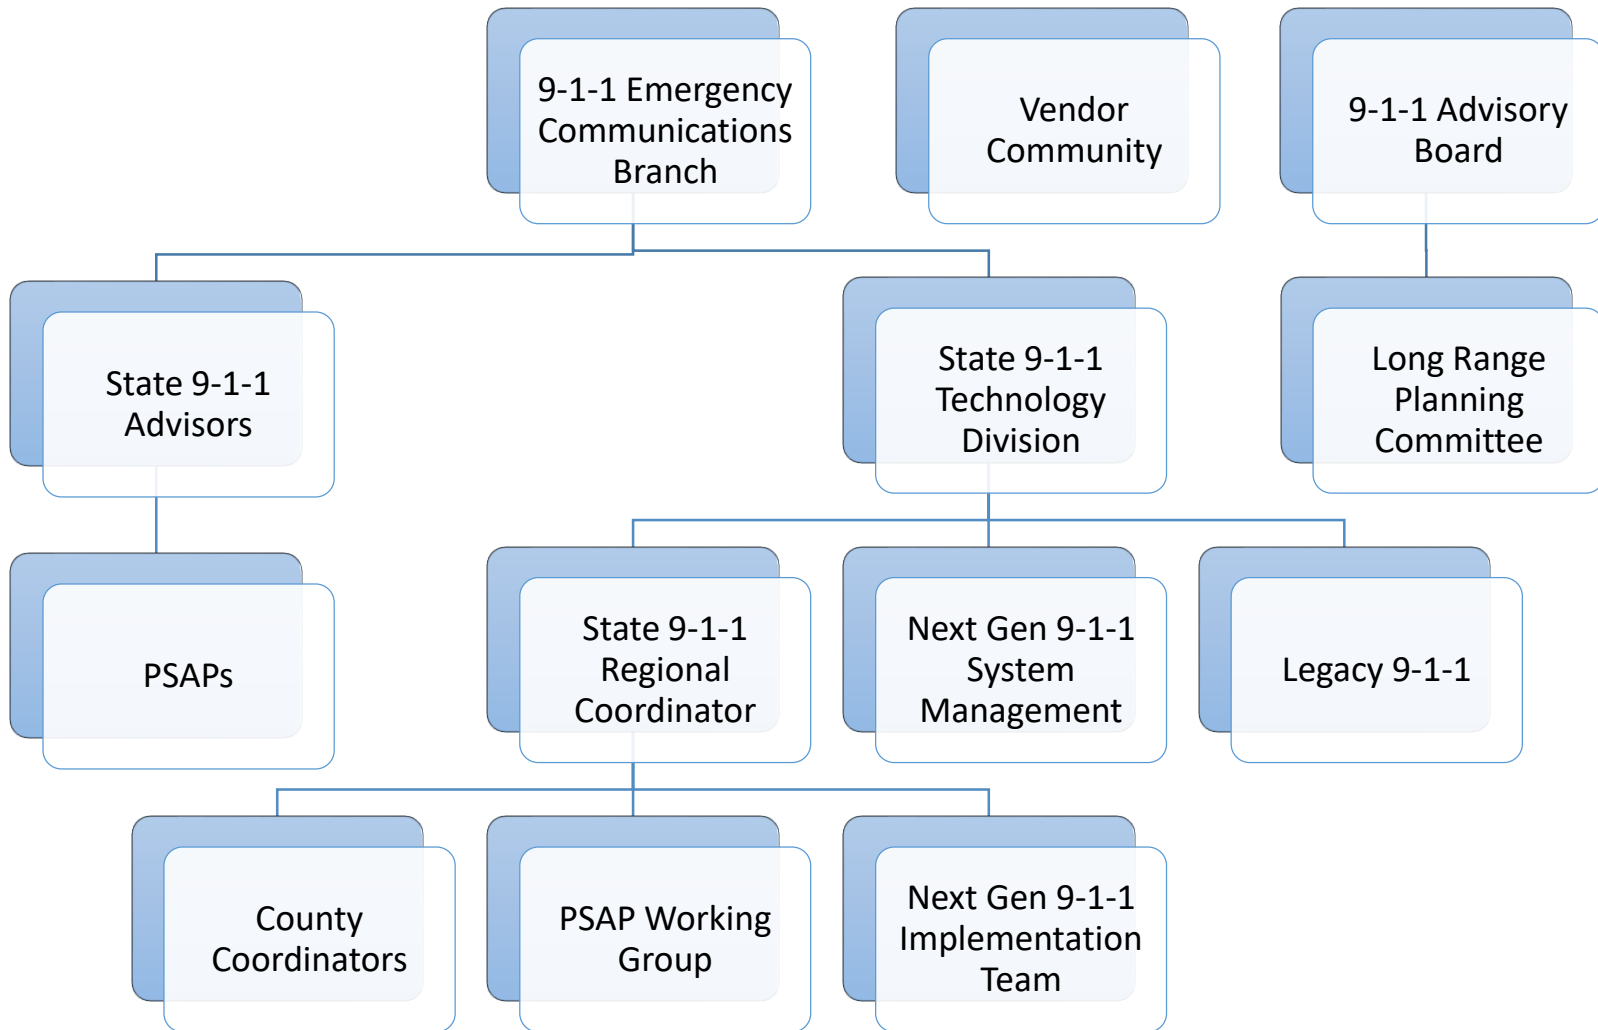 9-1-1 Emergency
Communications
Branch
Vendor
Community
9-1-1 Advisory
Board
State 9-1-1
Advisors
State 9-1-1
Technology
Division
Long Range
Planning
Committee
PSAPs
State 9-1-1
Regional
Coordinator
Next Gen 9-1-1
System
Management
Legacy 9-1-1
County
Coordinators
PSAP Working
Group
Next Gen 9-1-1
Implementation
Team